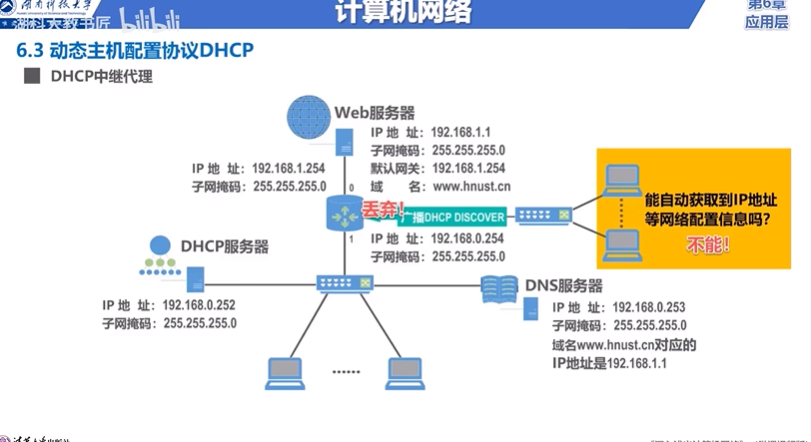 湖南科技大学
计算机网络
第6章
应用层
湖科大教书匠 bilibili
6.3 动态主机配置协议DHCP
DHCP中继代理
Web服务器
IP 地 址：192.168.1.1
子网掩码：255.255.255.0
默认网关：192.168.1.254
域 名：www.hnust.cn
IP 地 址：192.168.1.254
子网掩码：255.255.255.0
0
丢弃！
广播DHCP DISCOVER
1
IP 地 址：192.168.0.254
子网掩码：255.255.255.0
能自动获取到IP地址
等网络配置信息吗？
不能！
DHCP服务器
IP 地 址：192.168.0.252
子网掩码：255.255.255.0
DNS服务器
IP 地 址：192.168.0.253
子网掩码：255.255.255.0
域名www.hnust.cn对应的
IP地址是192.168.1.1
……
清华大学出版社